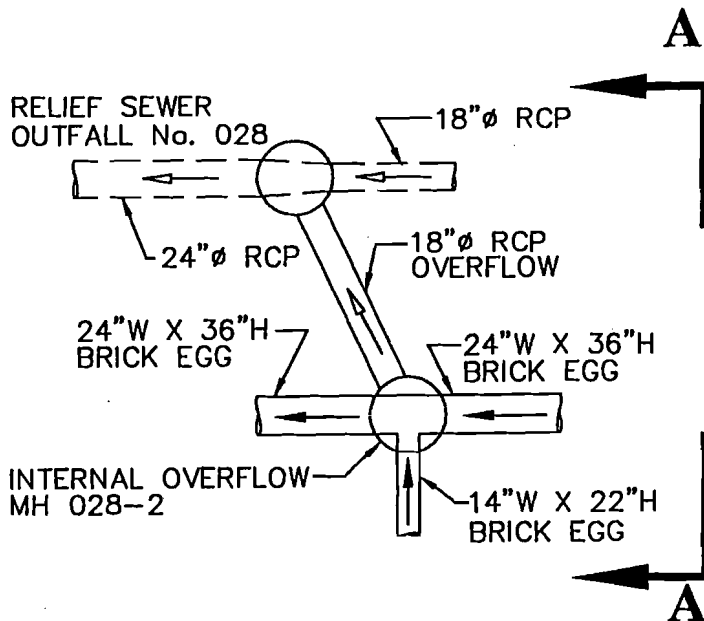 A
RELIEF SEWER
OUTFALL No. 028
18"ø RCP
24"ø RCP
18"ø RCP
OVERFLOW
24"W X 36"H
BRICK EGG
24"W X 36"H
BRICK EGG
INTERNAL OVERFLOW
MH 028-2
14"W X 22"H
BRICK EGG
A